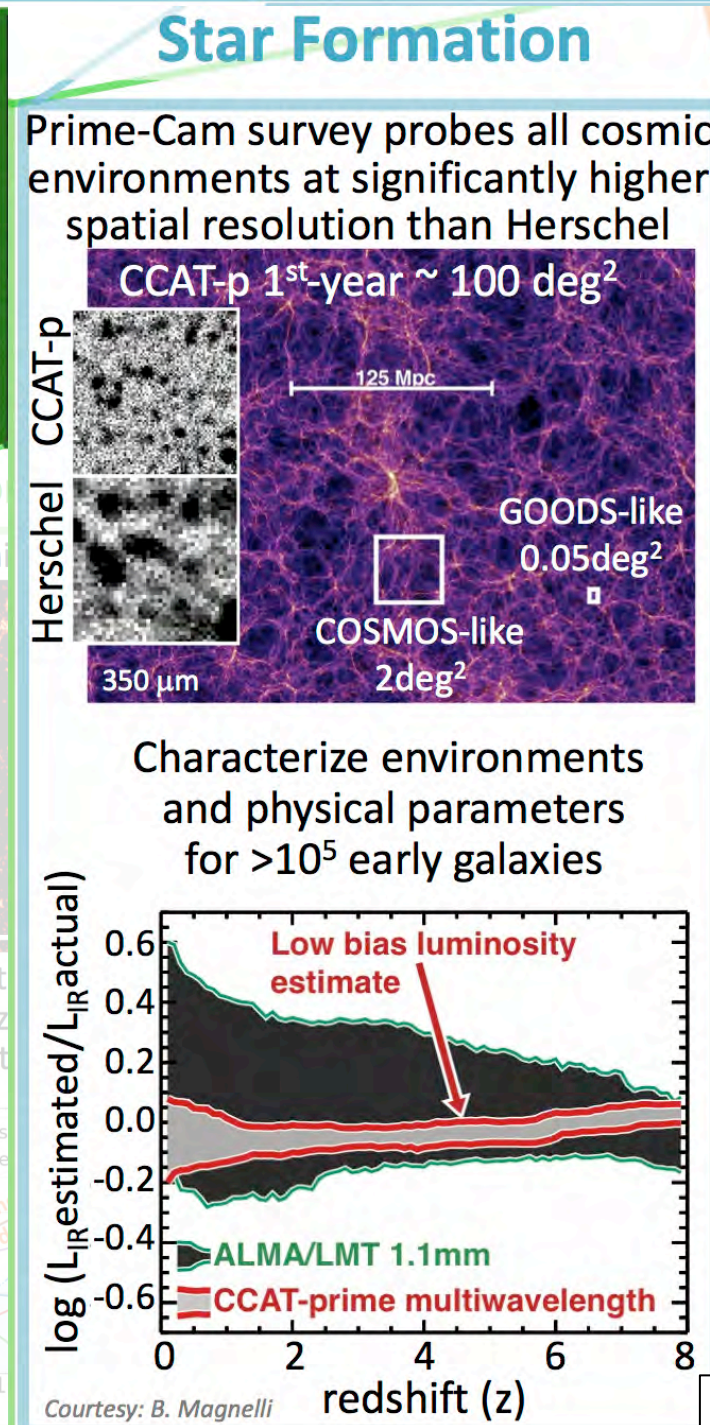 Star Formation
Prime-Cam survey probes all cosmic
environments at significantly higher
spatial resolution than Herschel
CCAT-p 1st-year ~ 100 deg²
CCAT-p
125 Mpc
Herschel
GOODS-like
0.05deg²
COSMOS-like
2deg²
350 μm
Characterize environments
and physical parameters
for >10⁵ early galaxies
log (L_IR estimated/L_IR actual)
0.6
0.4
0.2
0.0
-0.2
-0.4
-0.6
Low bias luminosity
estimate
ALMA/LMT 1.1mm
CCAT-prime multiwavelength
0 2 4 6 8
redshift (z)
Courtesy: B. Magnelli